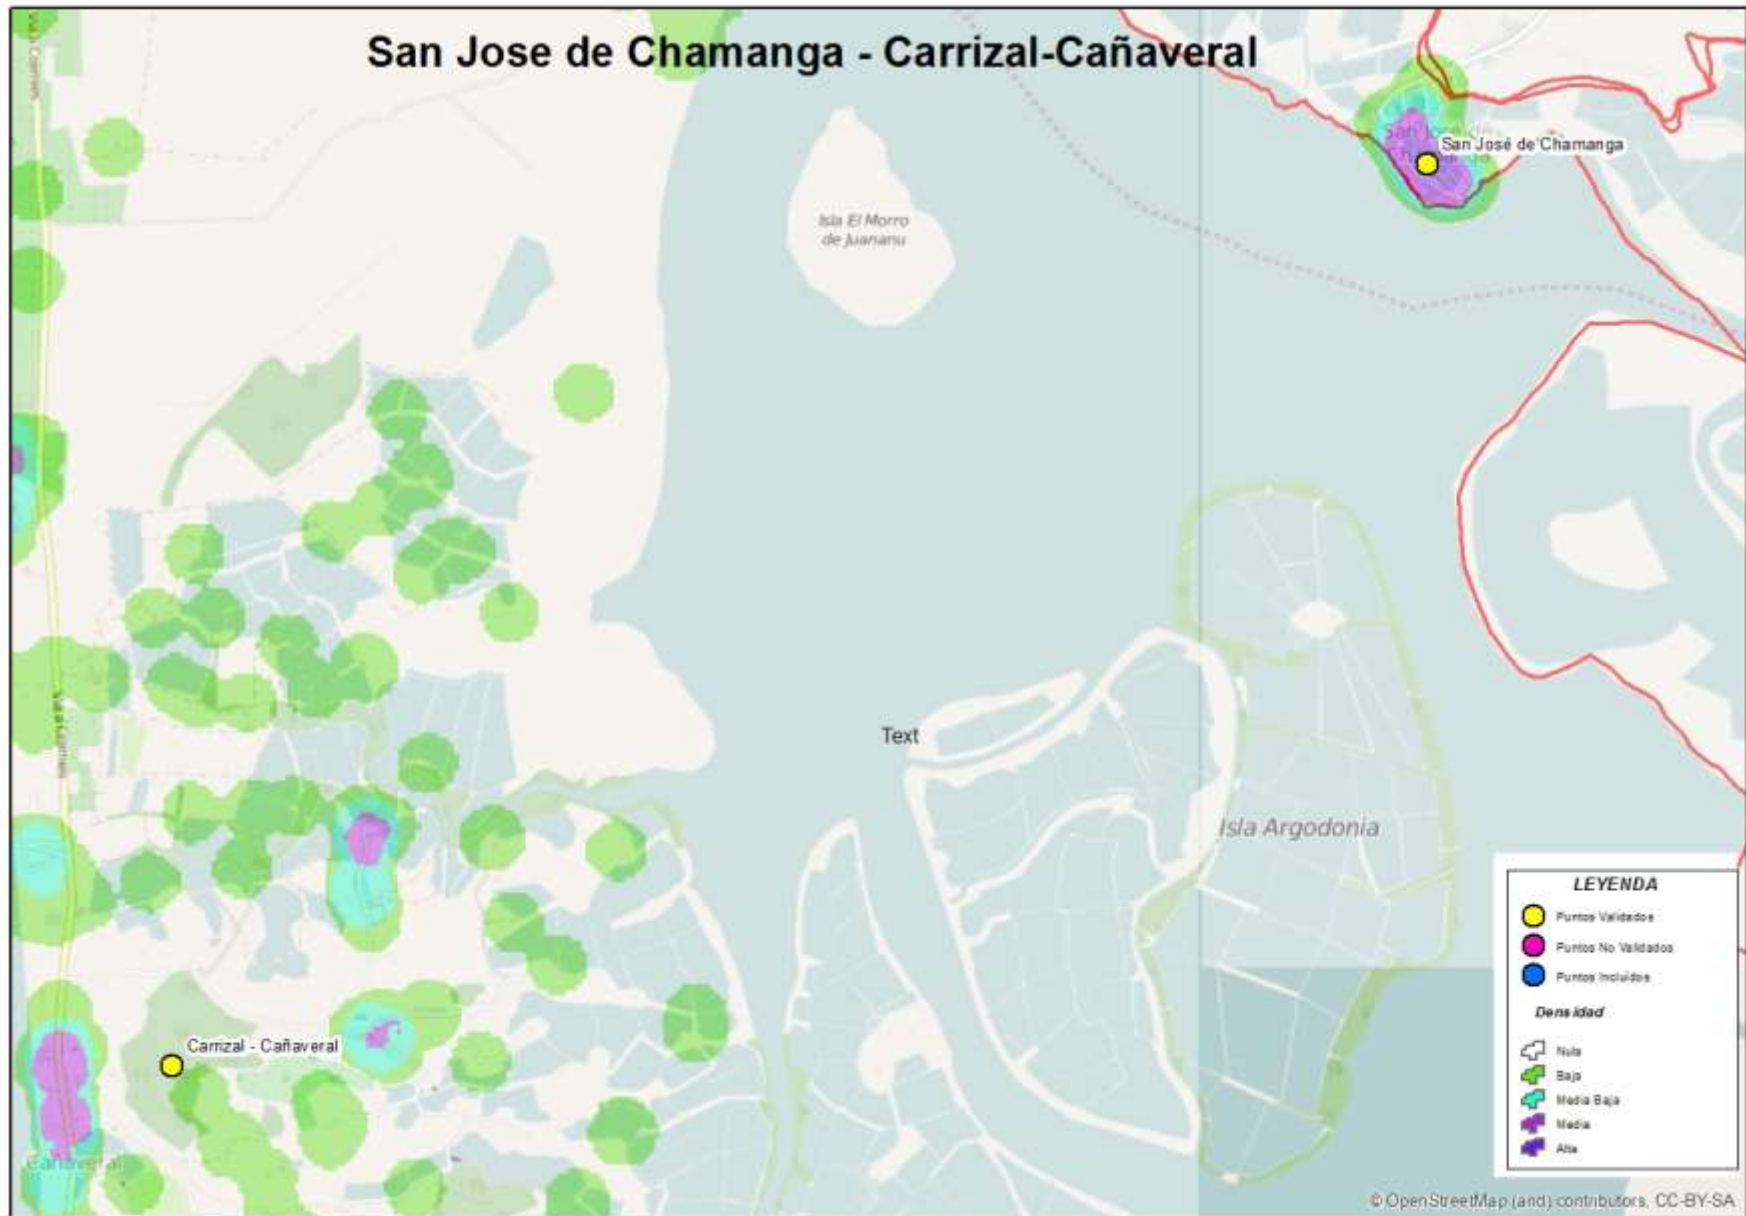 San Jose de Chamanga - Carrizal-Cañaveral
San José de Chamanga
Isla El Morro
de Juananu
Text
Isla Argodonia
Carrizal - Cañaveral
Cañaveral
LEYENDA
Puntos Validados
Puntos No Validados
Puntos Incluidos
Densidad
Nula
Baja
Media Baja
Media
Alta
© OpenStreetMap (and) contributors, CC-BY-SA